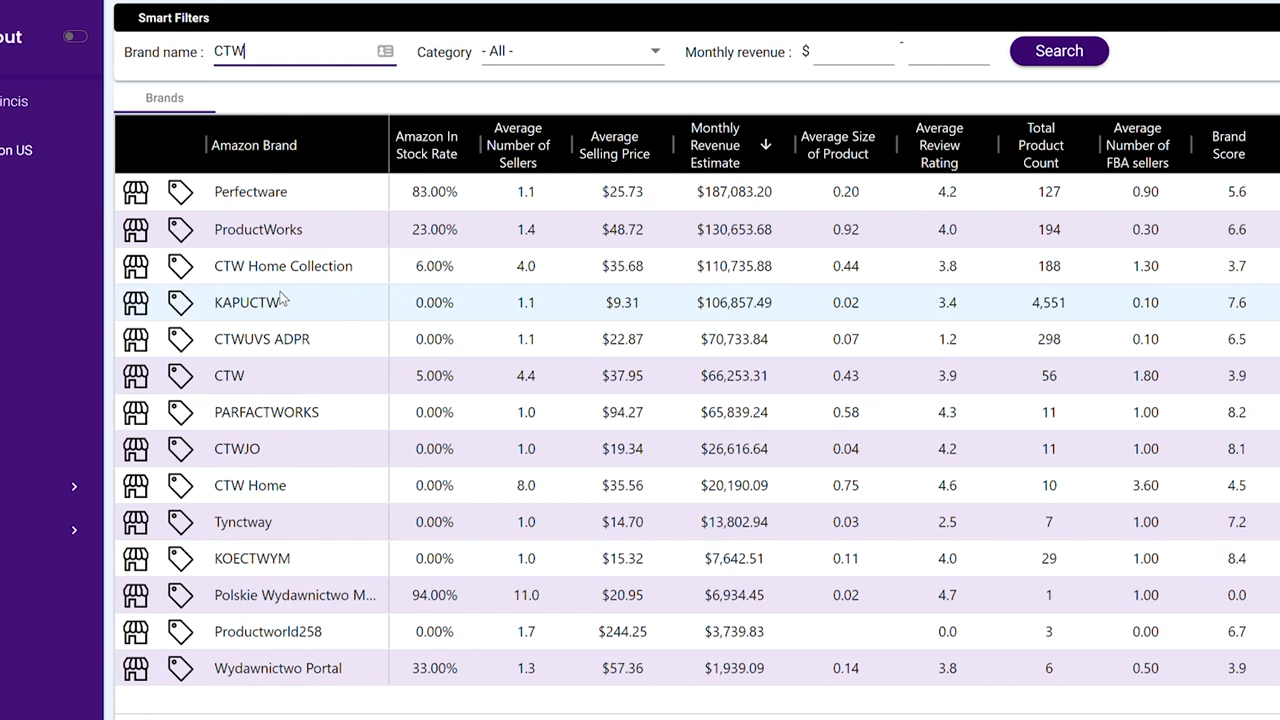 out
incis
on US
Smart Filters
Brand name : CTW Category - All - Monthly revenue : $ - Search
Brands
Amazon Brand Amazon In Stock Rate Average Number of Sellers Average Selling Price Monthly Revenue Estimate Average Size of Product Average Review Rating Total Product Count Average Number of FBA sellers Brand Score
Perfectware 83.00% 1.1 $25.73 $187,083.20 0.20 4.2 127 0.90 5.6
ProductWorks 23.00% 1.4 $48.72 $130,653.68 0.92 4.0 194 0.30 6.6
CTW Home Collection 6.00% 4.0 $35.68 $110,735.88 0.44 3.8 188 1.30 3.7
KAPUCTW 0.00% 1.1 $9.31 $106,857.49 0.02 3.4 4,551 0.10 7.6
CTWUVS ADPR 0.00% 1.1 $22.87 $70,733.84 0.07 1.2 298 0.10 6.5
CTW 5.00% 4.4 $37.95 $66,253.31 0.43 3.9 56 1.80 3.9
PARFACTWORKS 0.00% 1.0 $94.27 $65,839.24 0.58 4.3 11 1.00 8.2
CTWJO 0.00% 1.0 $19.34 $26,616.64 0.04 4.2 11 1.00 8.1
CTW Home 0.00% 8.0 $35.56 $20,190.09 0.75 4.6 10 3.60 4.5
Tynctway 0.00% 1.0 $14.70 $13,802.94 0.03 2.5 7 1.00 7.2
KOECTWYM 0.00% 1.0 $15.32 $7,642.51 0.11 4.0 29 1.00 8.4
Polskie Wydawnictwo M... 94.00% 11.0 $20.95 $6,934.45 0.02 4.7 1 1.00 0.0
Productworld258 0.00% 1.7 $244.25 $3,739.83 0.0 3 0.00 6.7
Wydawnictwo Portal 33.00% 1.3 $57.36 $1,939.09 0.14 3.8 6 0.50 3.9